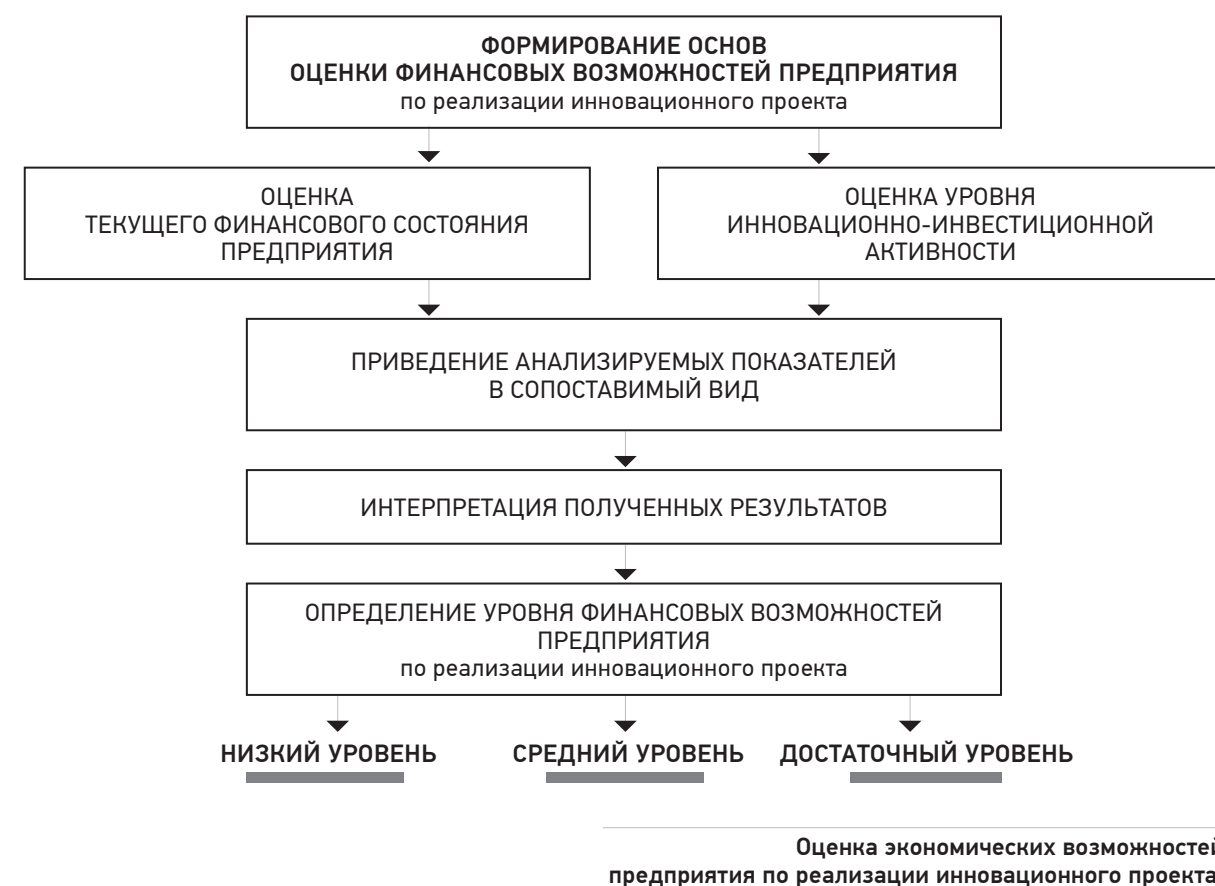 ФОРМИРОВАНИЕ ОСНОВ
ОЦЕНКИ ФИНАНСОВЫХ ВОЗМОЖНОСТЕЙ ПРЕДПРИЯТИЯ
по реализации инновационного проекта
ОЦЕНКА
ТЕКУЩЕГО ФИНАНСОВОГО СОСТОЯНИЯ
ПРЕДПРИЯТИЯ
ОЦЕНКА УРОВНЯ
ИННОВАЦИОННО-ИНВЕСТИЦИОННОЙ
АКТИВНОСТИ
ПРИВЕДЕНИЕ АНАЛИЗИРУЕМЫХ ПОКАЗАТЕЛЕЙ
В СОПОСТАВИМЫЙ ВИД
ИНТЕРПРЕТАЦИЯ ПОЛУЧЕННЫХ РЕЗУЛЬТАТОВ
ОПРЕДЕЛЕНИЕ УРОВНЯ ФИНАНСОВЫХ ВОЗМОЖНОСТЕЙ
ПРЕДПРИЯТИЯ
по реализации инновационного проекта
НИЗКИЙ УРОВЕНЬ
СРЕДНИЙ УРОВЕНЬ
ДОСТАТОЧНЫЙ УРОВЕНЬ
Оценка экономических возможностей
предприятия по реализации инновационного проекта